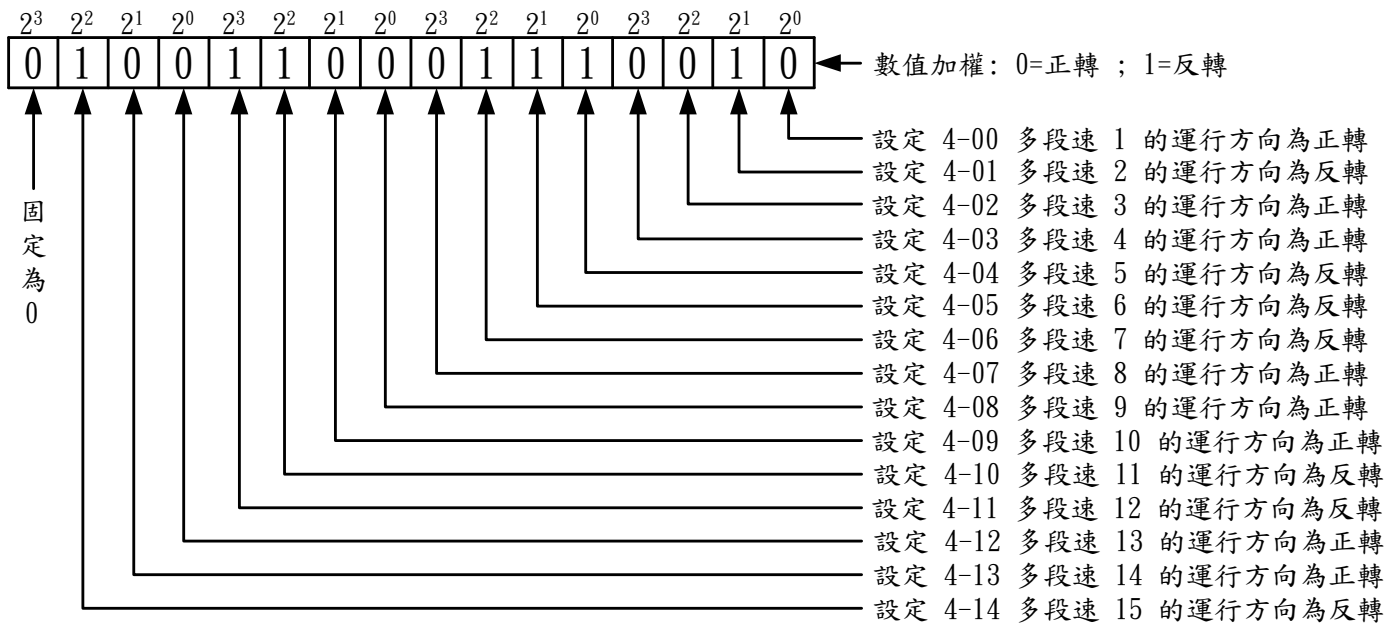 2³ 2² 2¹ 2⁰ 2³ 2² 2¹ 2⁰ 2³ 2² 2¹ 2⁰ 2³ 2² 2¹ 2⁰
0 1 0 0 1 1 0 0 0 1 1 1 0 0 1 0
數值加權: 0=正轉 ; 1=反轉
設定 4-00 多段速 1 的運行方向為正轉
設定 4-01 多段速 2 的運行方向為反轉
設定 4-02 多段速 3 的運行方向為正轉
設定 4-03 多段速 4 的運行方向為正轉
設定 4-04 多段速 5 的運行方向為反轉
設定 4-05 多段速 6 的運行方向為反轉
設定 4-06 多段速 7 的運行方向為反轉
設定 4-07 多段速 8 的運行方向為正轉
設定 4-08 多段速 9 的運行方向為正轉
設定 4-09 多段速 10 的運行方向為正轉
設定 4-10 多段速 11 的運行方向為反轉
設定 4-11 多段速 12 的運行方向為反轉
設定 4-12 多段速 13 的運行方向為正轉
設定 4-13 多段速 14 的運行方向為正轉
設定 4-14 多段速 15 的運行方向為反轉
固定為0